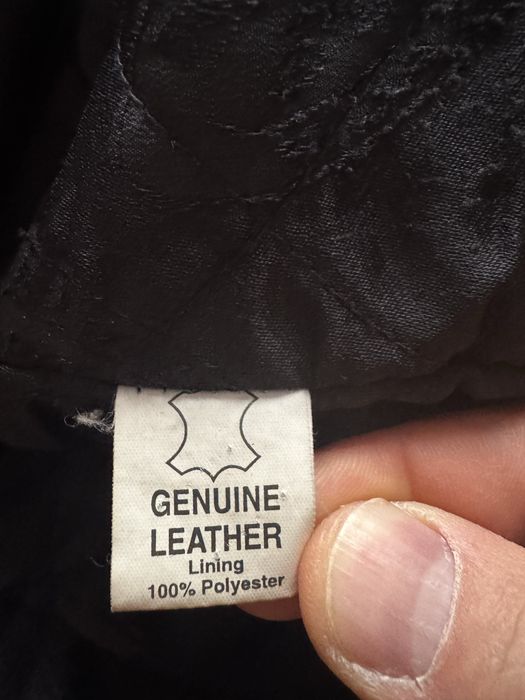 GENUINE
LEATHER
Lining
100% Polyester